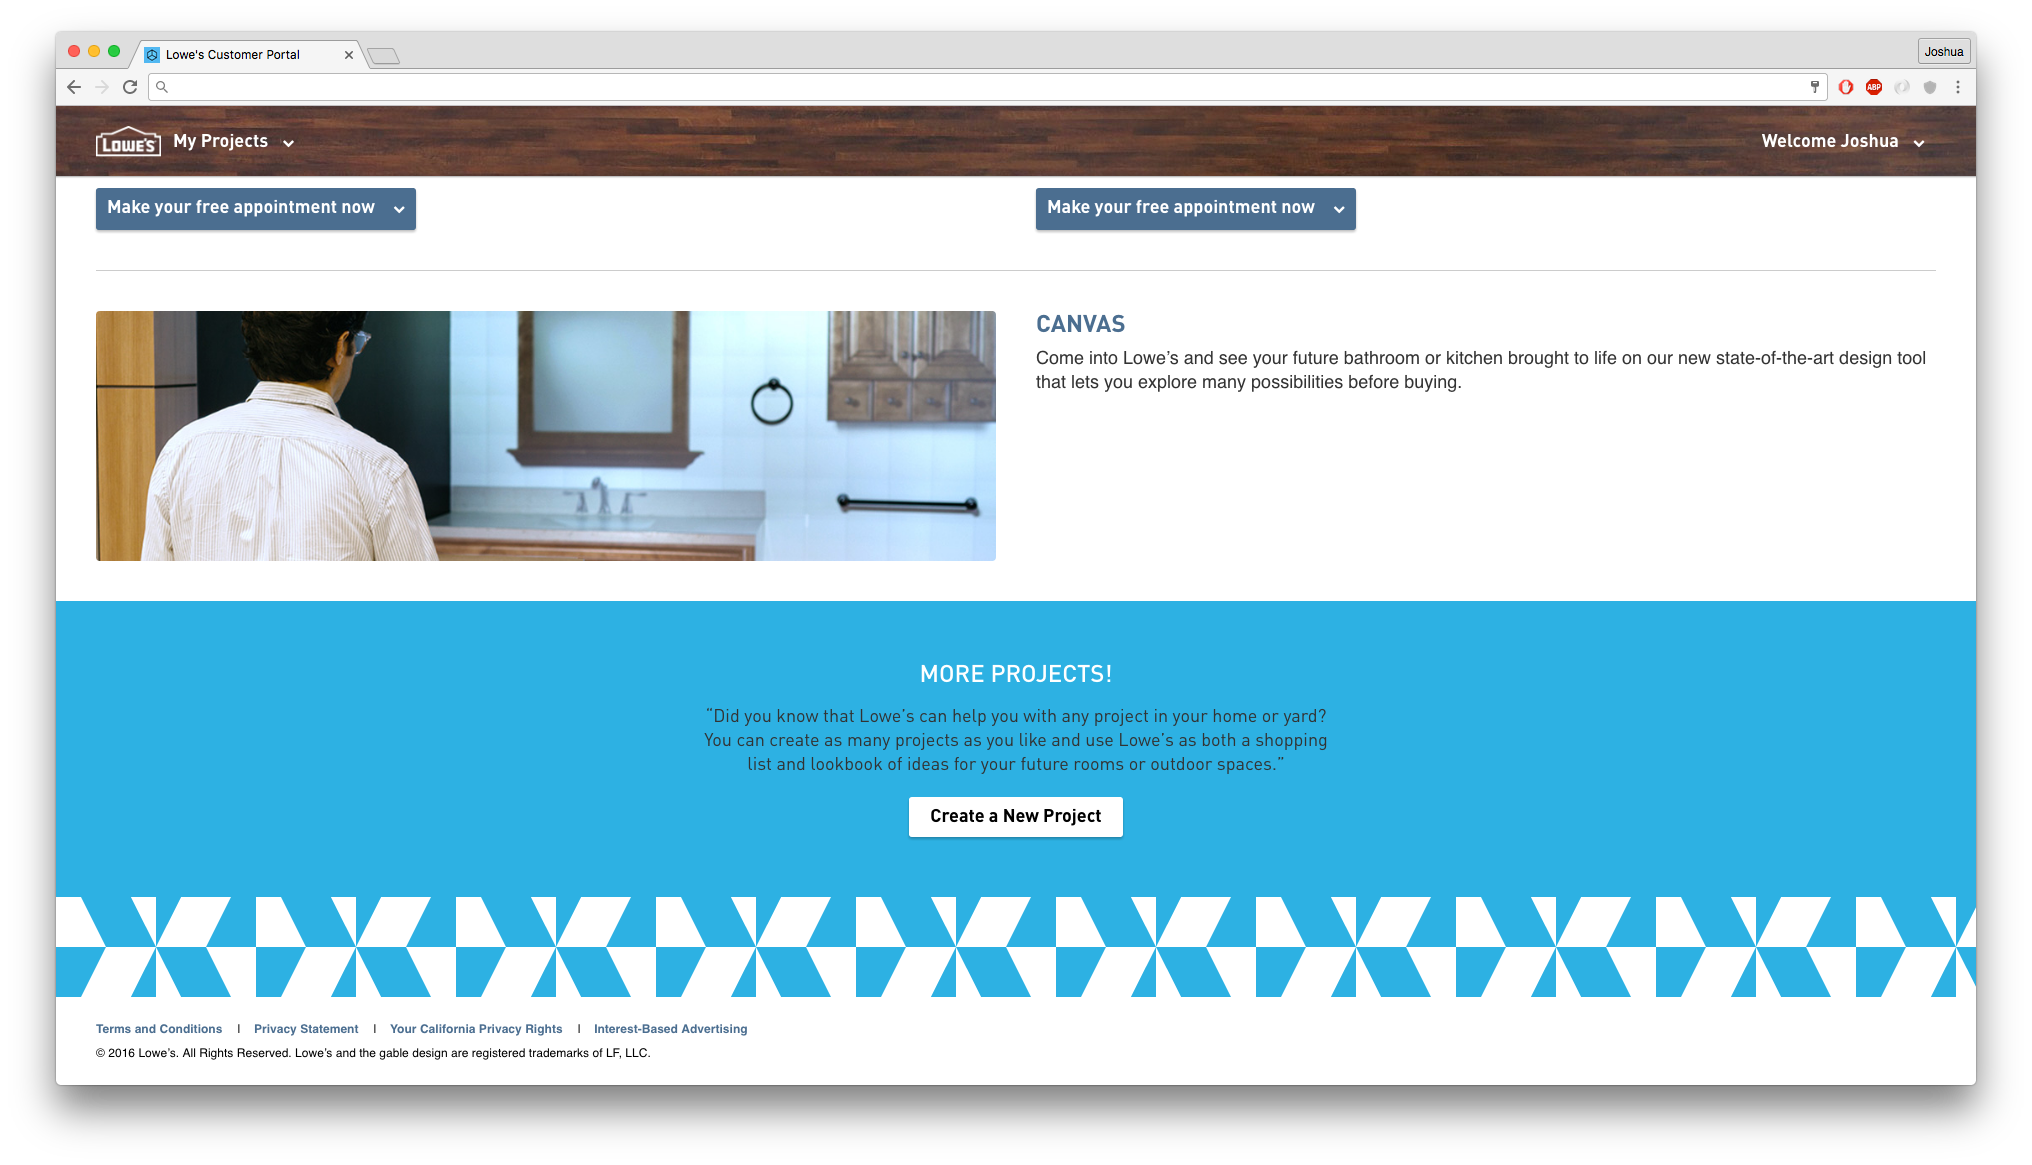 Lowe's Customer Portal
Joshua
ABP
LOWE'S
My Projects
Welcome Joshua
Make your free appointment now
Make your free appointment now
CANVAS
Come into Lowe’s and see your future bathroom or kitchen brought to life on our new state-of-the-art design tool
that lets you explore many possibilities before buying.
MORE PROJECTS!
“Did you know that Lowe’s can help you with any project in your home or yard?
You can create as many projects as you like and use Lowe’s as both a shopping
list and lookbook of ideas for your future rooms or outdoor spaces.”
Create a New Project
Terms and Conditions | Privacy Statement | Your California Privacy Rights | Interest-Based Advertising
© 2016 Lowe’s. All Rights Reserved. Lowe’s and the gable design are registered trademarks of LF, LLC.